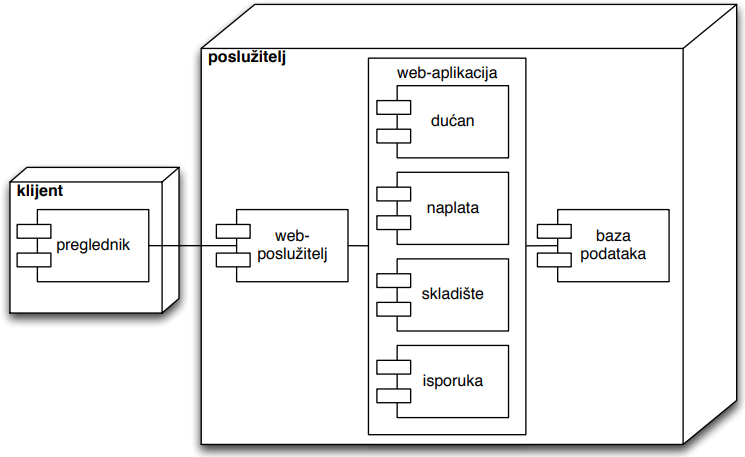 poslužitelj
web-aplikacija
dućan
naplata
skladište
isporuka
klijent
preglednik
web-
poslužitelj
baza
podataka